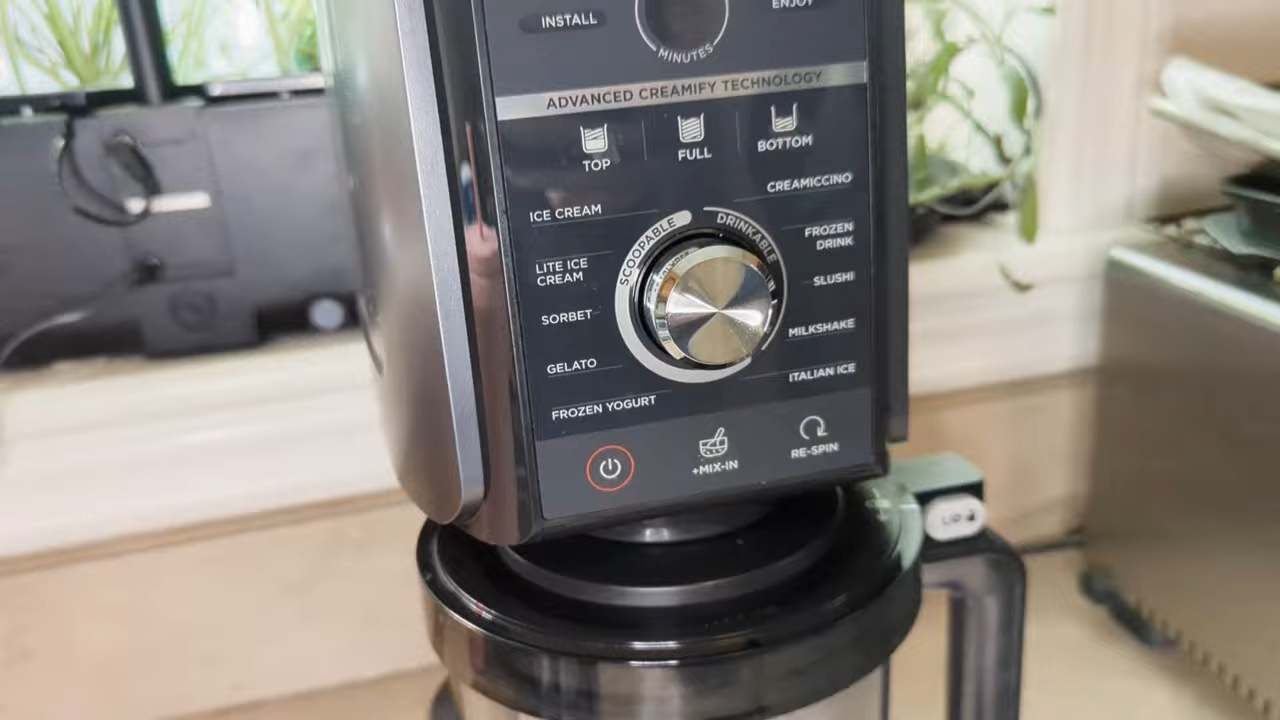 INSTALL
ENJOY
MINUTES
ADVANCED CREAMIFY TECHNOLOGY
TOP
FULL
BOTTOM
CREAMICCINO
ICE CREAM
SCOOPABLE
DRINKABLE
FROZEN
DRINK
LITE ICE
CREAM
SLUSHI
SORBET
MILKSHAKE
GELATO
ITALIAN ICE
FROZEN YOGURT
+MIX-IN
RE-SPIN
LID